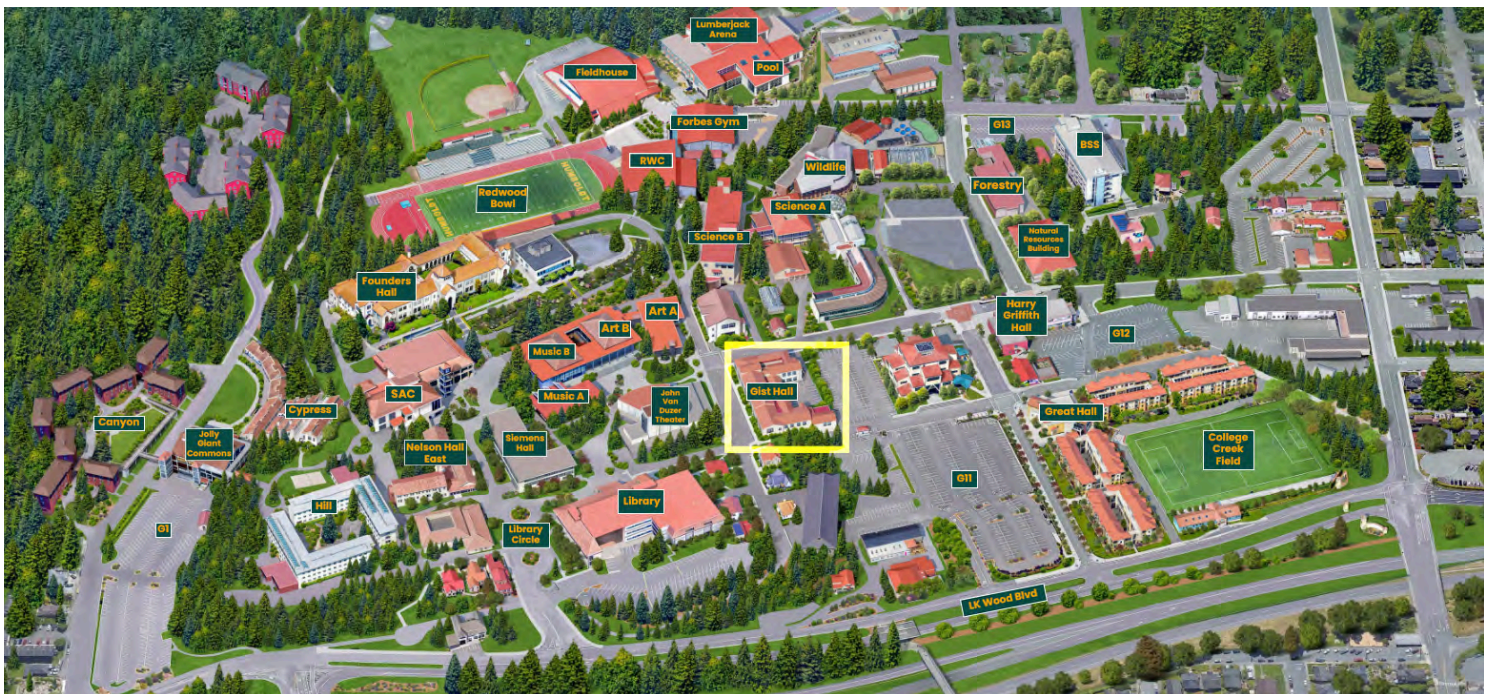 Lumberjack
Arena
Pool
Fieldhouse
Forbes Gym
G13
BSS
RWC
Wildlife
Redwood
Bowl
HUMBOLDT
HUMBOLDT
Forestry
Science A
Science B
Natural
Resources
Building
Founders
Hall
Art A
Art B
Harry
Griffith
Hall
G12
Music B
Gist Hall
SAC
Music A
John
Van
Duzer
Theater
Cypress
Great Hall
Canyon
Jolly
Giant
Commons
Nelson Hall
East
Siemens
Hall
College
Creek
Field
G11
Hill
Library
G1
Library
Circle
LK Wood Blvd